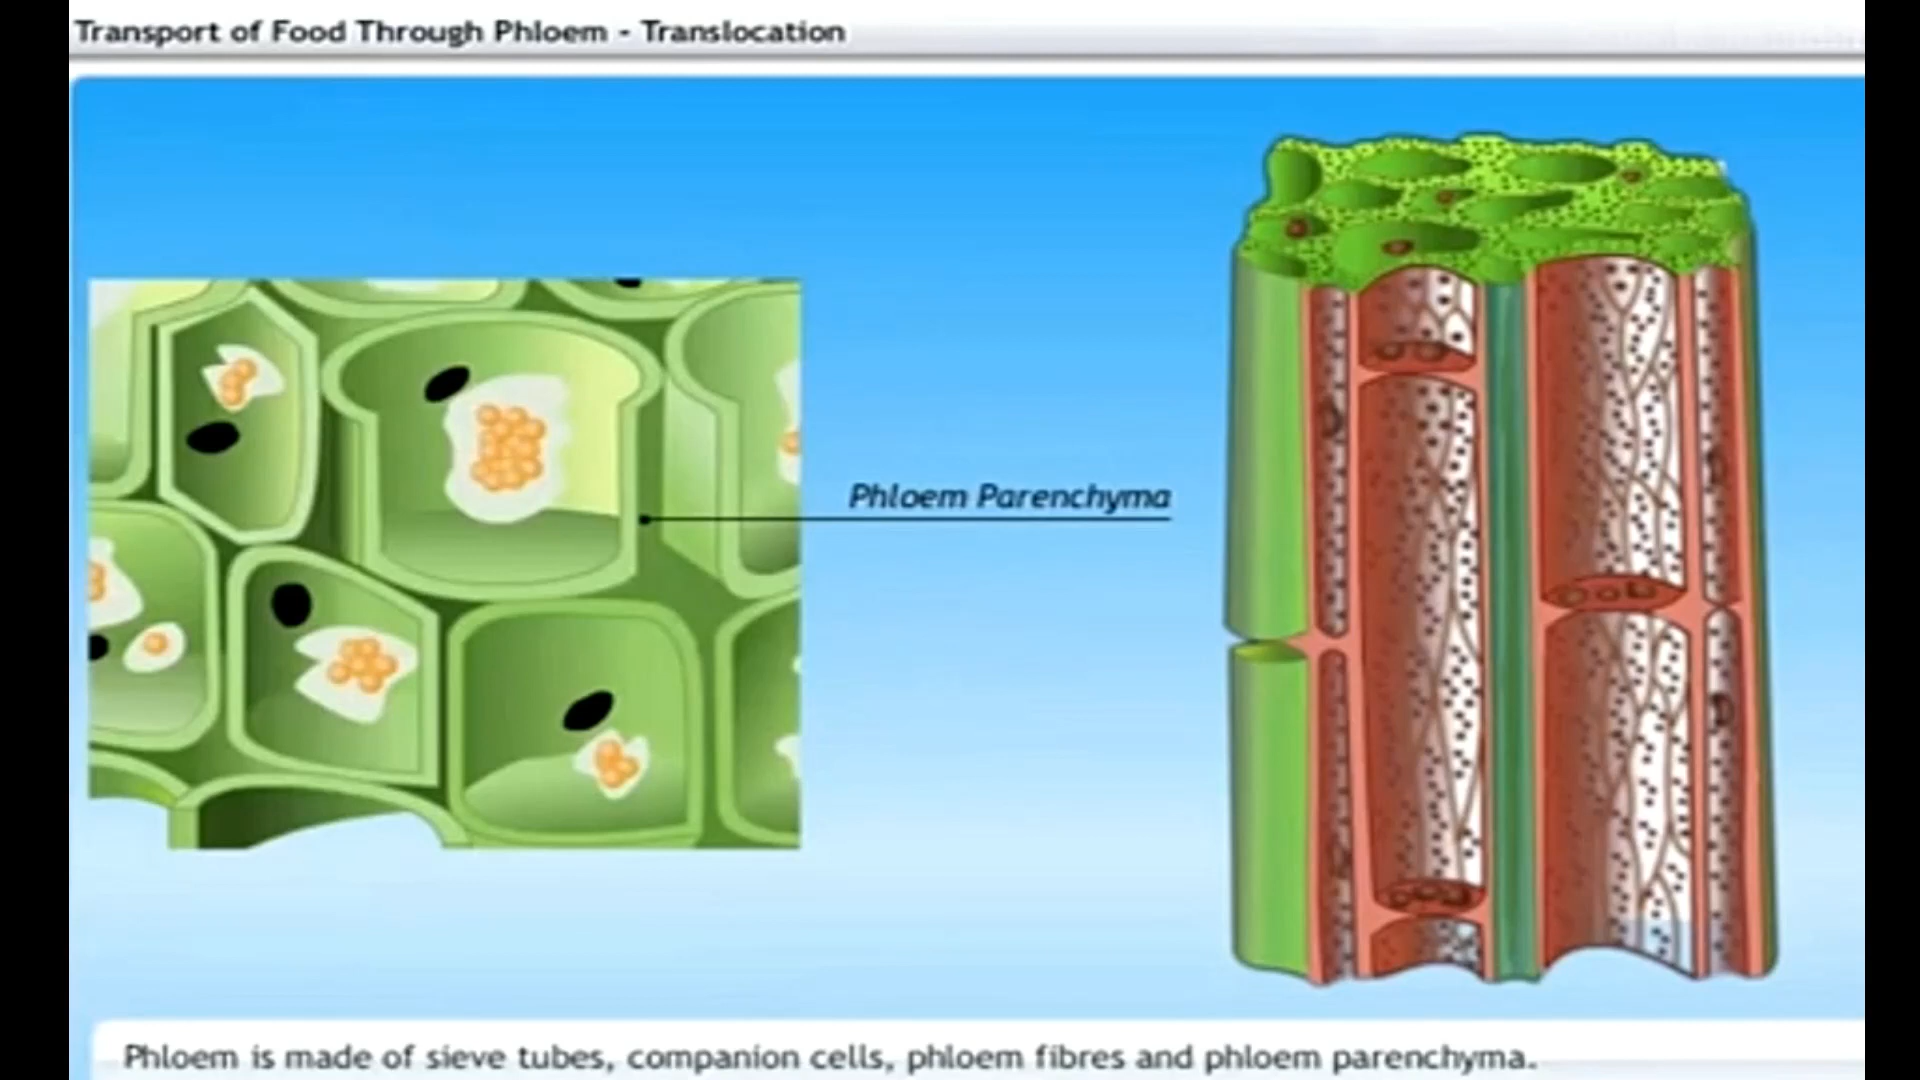 Transport of Food Through Phloem - Translocation
Phloem Parenchyma
Phloem is made of sieve tubes, companion cells, phloem fibres and phloem parenchyma.